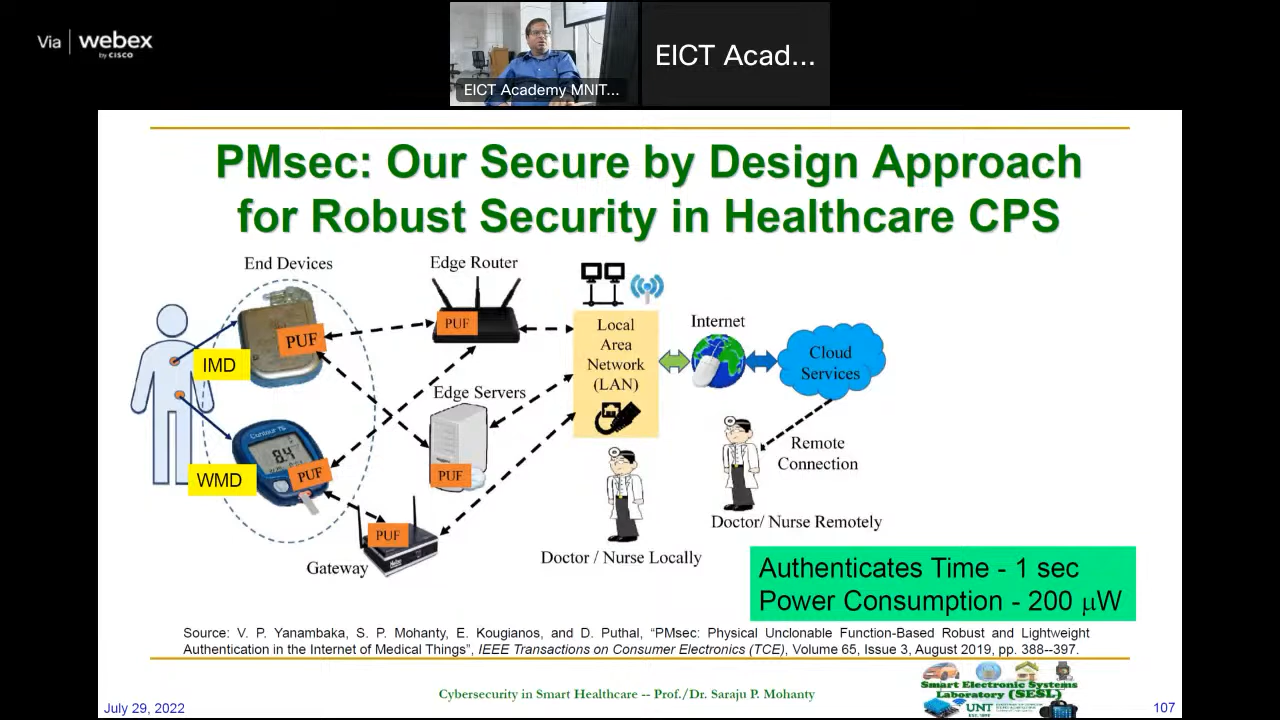 Via webex
by CISCO
EICT Academy MNIT...
EICT Acad...
PMsec: Our Secure by Design Approach
for Robust Security in Healthcare CPS
End Devices
Edge Router
PUF
PUF
IMD
Local
Area
Network
(LAN)
Internet
Cloud
Services
Edge Servers
Contour TS
8.4
PUF
WMD
PUF
Remote
Connection
Doctor/ Nurse Remotely
PUF
Gateway
Doctor / Nurse Locally
Authenticates Time - 1 sec
Power Consumption - 200 µW
Source: V. P. Yanambaka, S. P. Mohanty, E. Kougianos, and D. Puthal, “PMsec: Physical Unclonable Function-Based Robust and Lightweight
Authentication in the Internet of Medical Things”, IEEE Transactions on Consumer Electronics (TCE), Volume 65, Issue 3, August 2019, pp. 388--397.
Cybersecurity in Smart Healthcare -- Prof./Dr. Saraju P. Mohanty
Smart Electronic Systems
Laboratory (SESL)
UNT
July 29, 2022
107